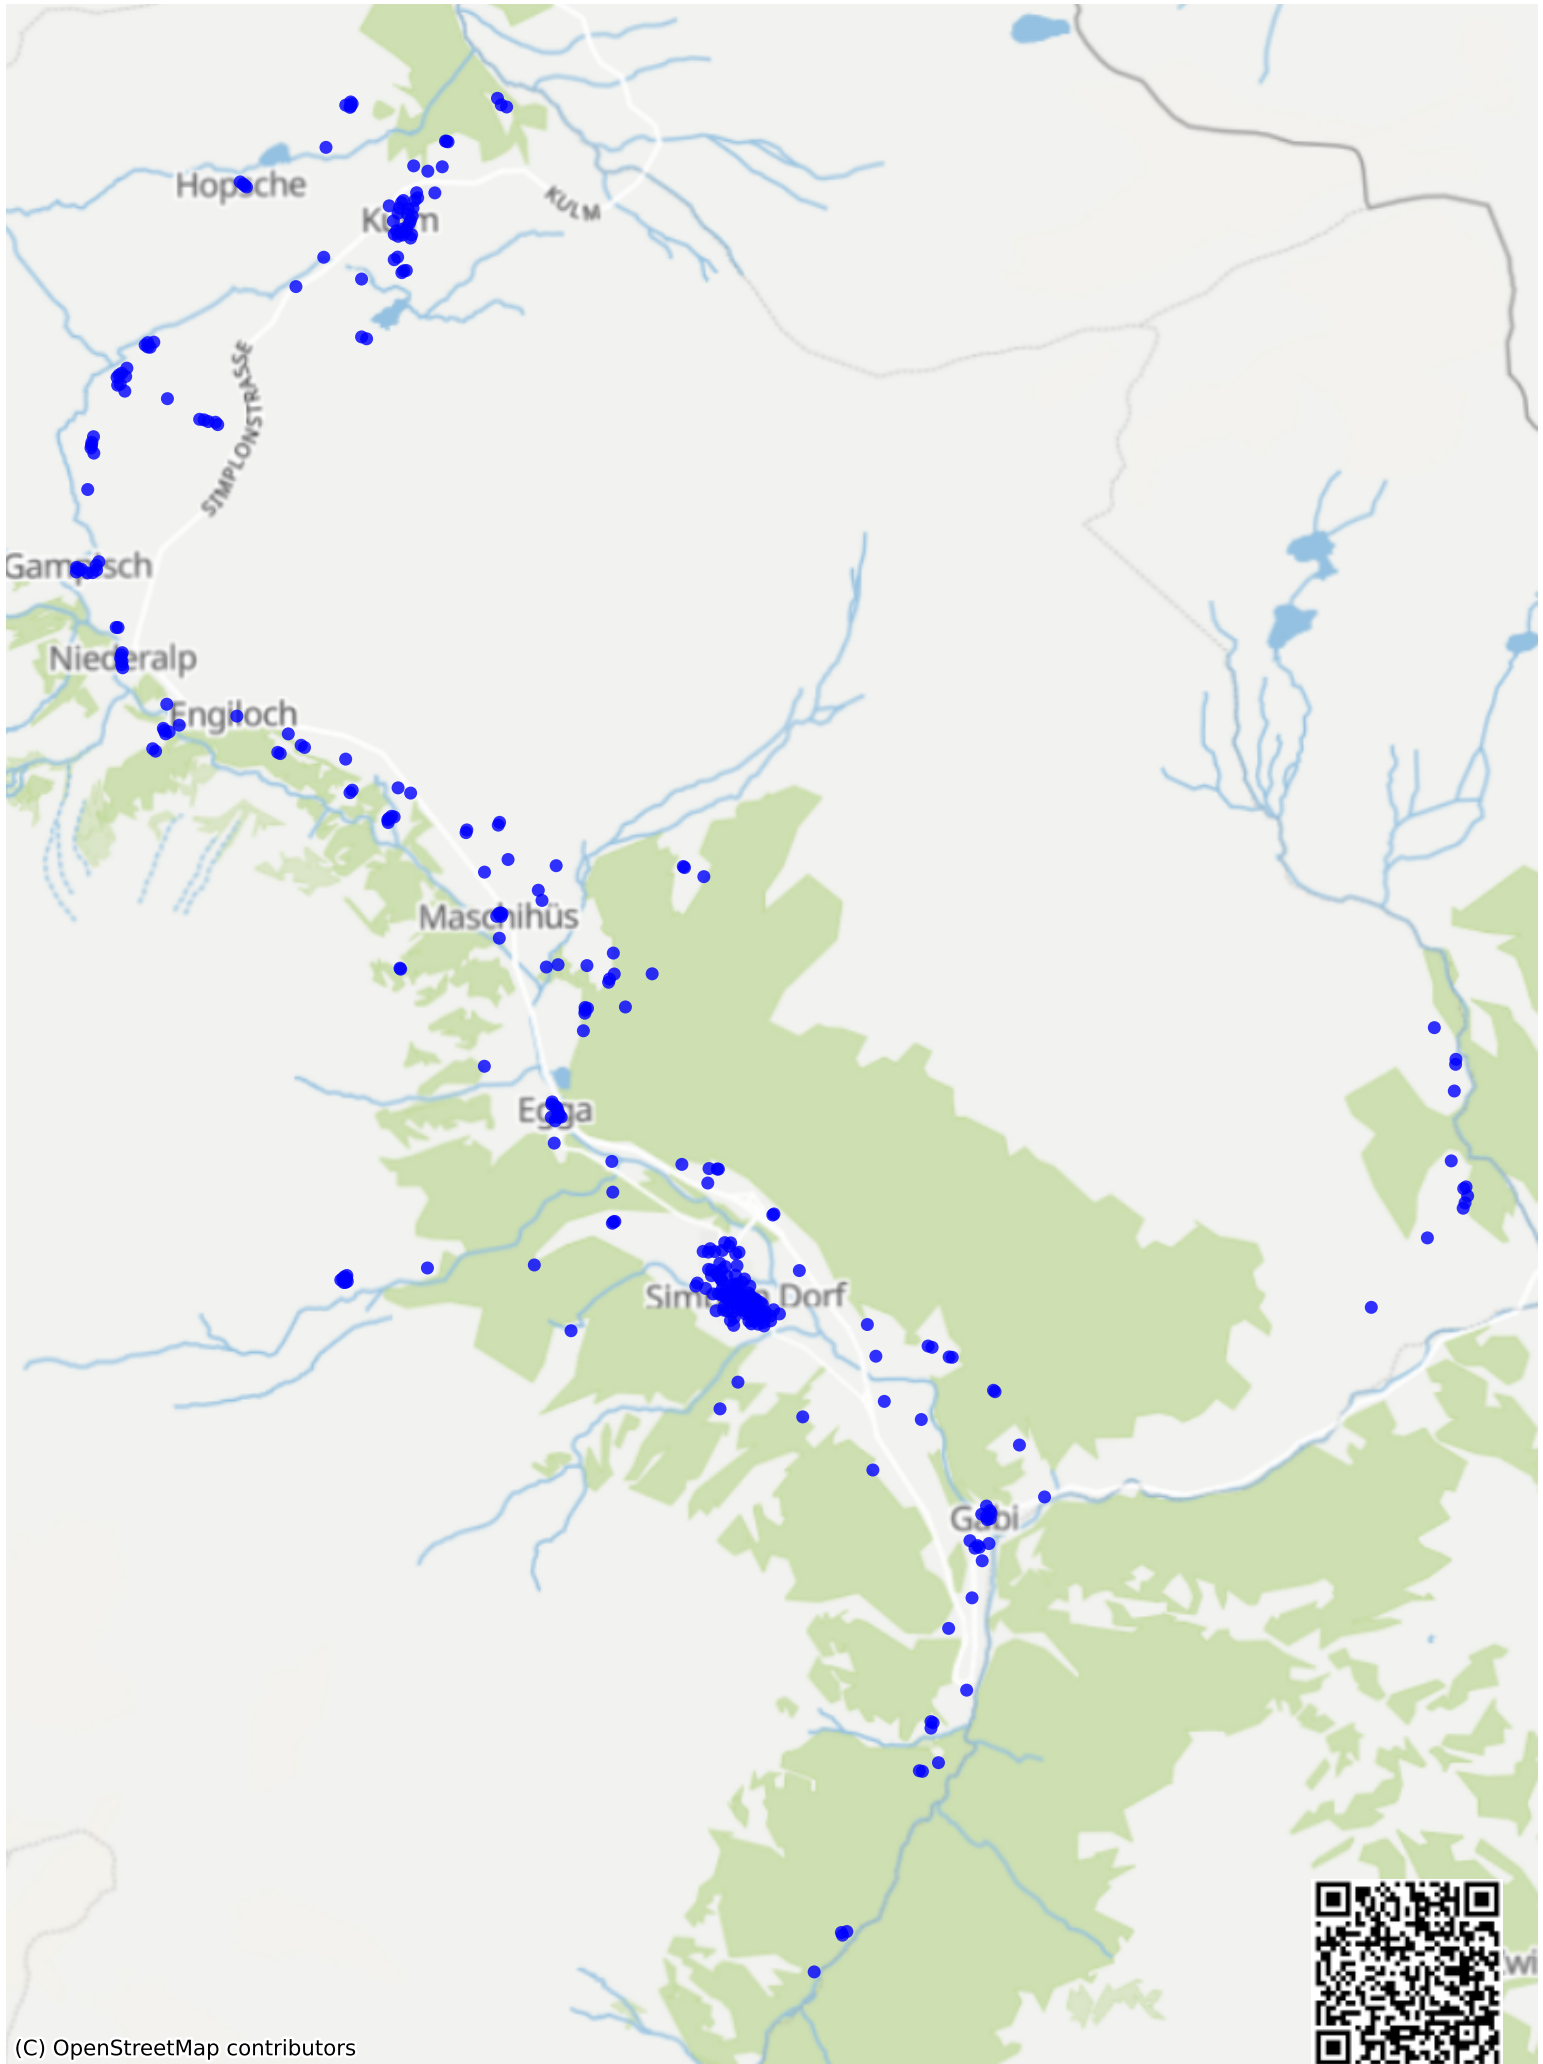 Hopsche
Kulm
KULM
SIMPLONSTRASSE
Gampisch
Niederalp
Engiloch
Maschihüs
Egga
Simplon Dorf
Gabi
(C) OpenStreetMap contributors